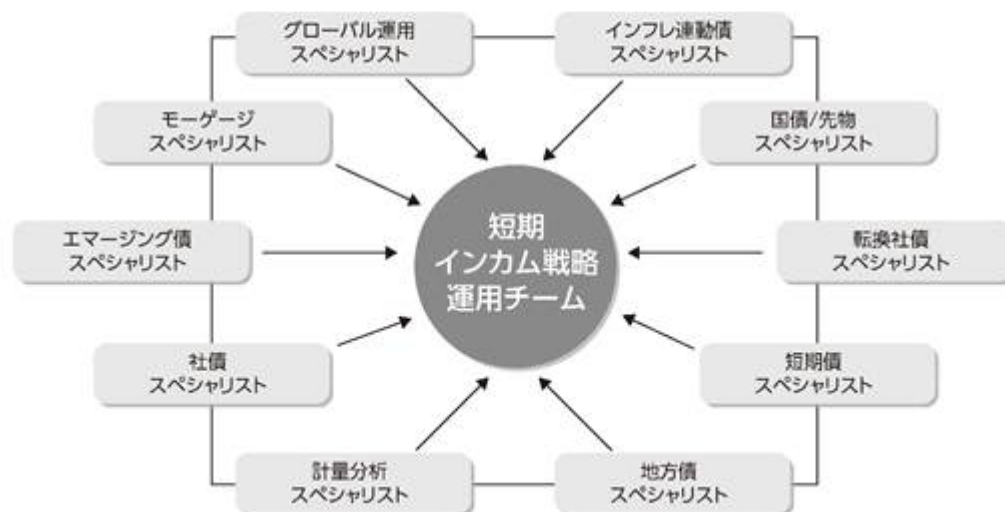 グローバル運用
スペシャリスト
インフレ連動債
スペシャリスト
モーゲージ
スペシャリスト
国債/先物
スペシャリスト
エマージング債
スペシャリスト
短期
インカム戦略
運用チーム
転換社債
スペシャリスト
社債
スペシャリスト
短期債
スペシャリスト
計量分析
スペシャリスト
地方債
スペシャリスト